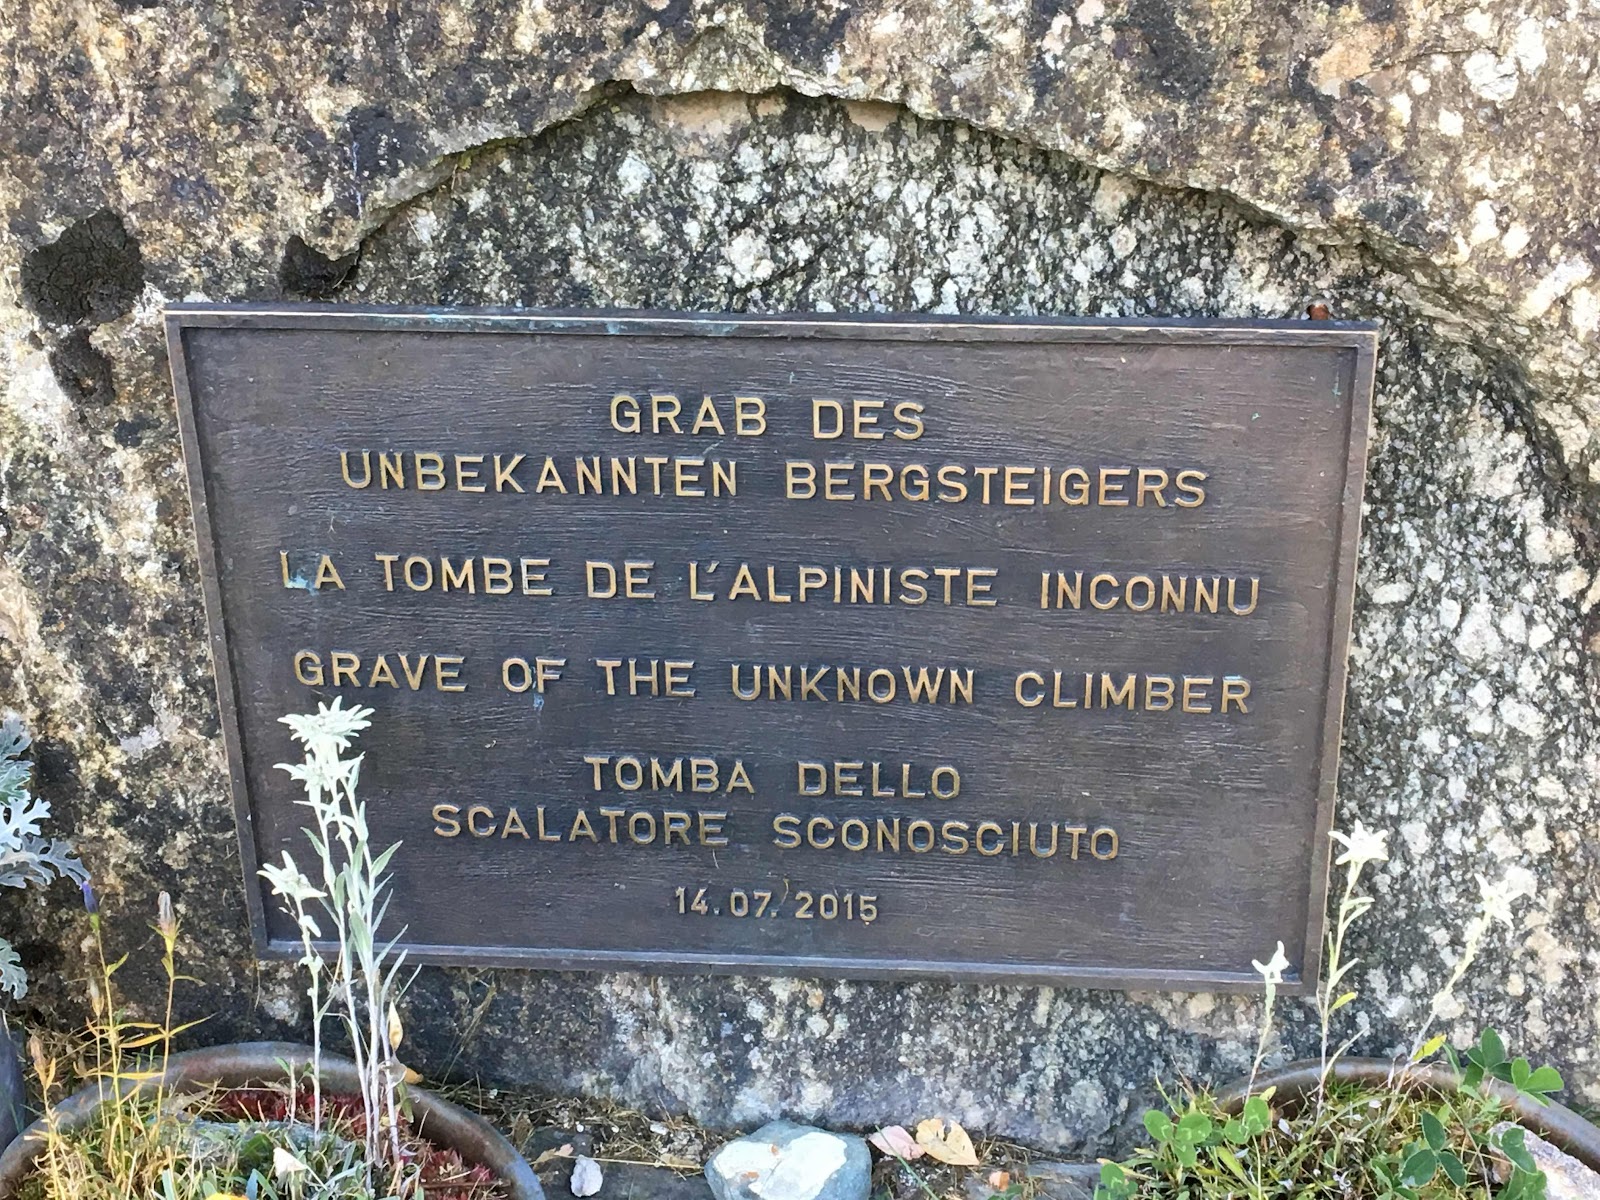 GRAB DES
UNBEKANNTEN BERGSTEIGERS
LA TOMBE DE L'ALPINISTE INCONNU
GRAVE OF THE UNKNOWN CLIMBER
TOMBA DELLO
SCALATORE SCONOSCIUTO
14.07.2015